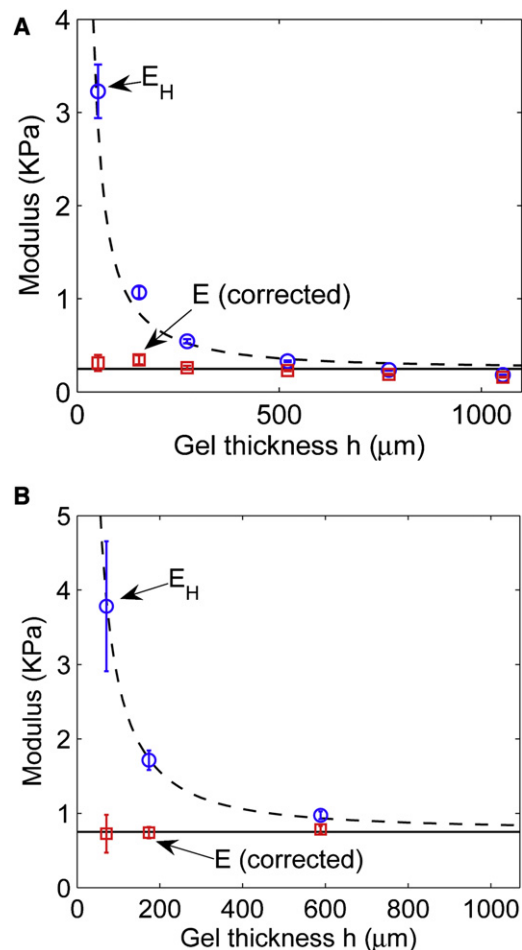 A
4
3
2
1
0
Modulus (KPa)
E_H
E (corrected)
0 500 1000
Gel thickness h (μm)
B
5
4
3
2
1
0
Modulus (KPa)
E_H
E (corrected)
0 200 400 600 800 1000
Gel thickness h (μm)